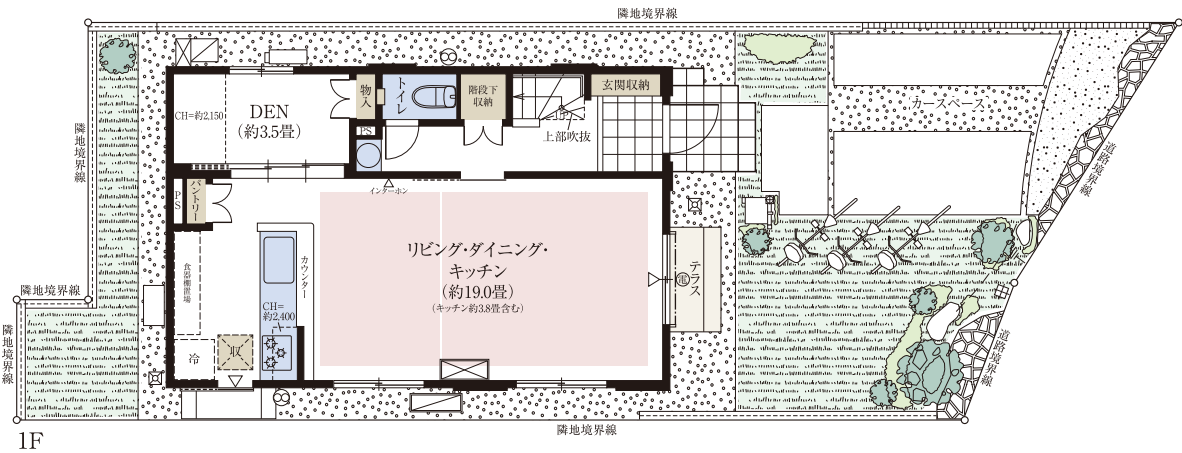 隣地境界線
DEN
(約3.5畳)
CH=約2,150
物入
トイレ
階段下
収納
玄関収納
上部吹抜
PS
カースペース
隣地境界線
道路境界線
インターホン
PS
パントリー
食器棚置場
カウンター
リビング・ダイニング・
キッチン
(約19.0畳)
(キッチン約3.8畳含む)
CH=
約2,400
テラス
電
冷
収
隣地境界線
隣地境界線
道路境界線
隣地境界線
1F